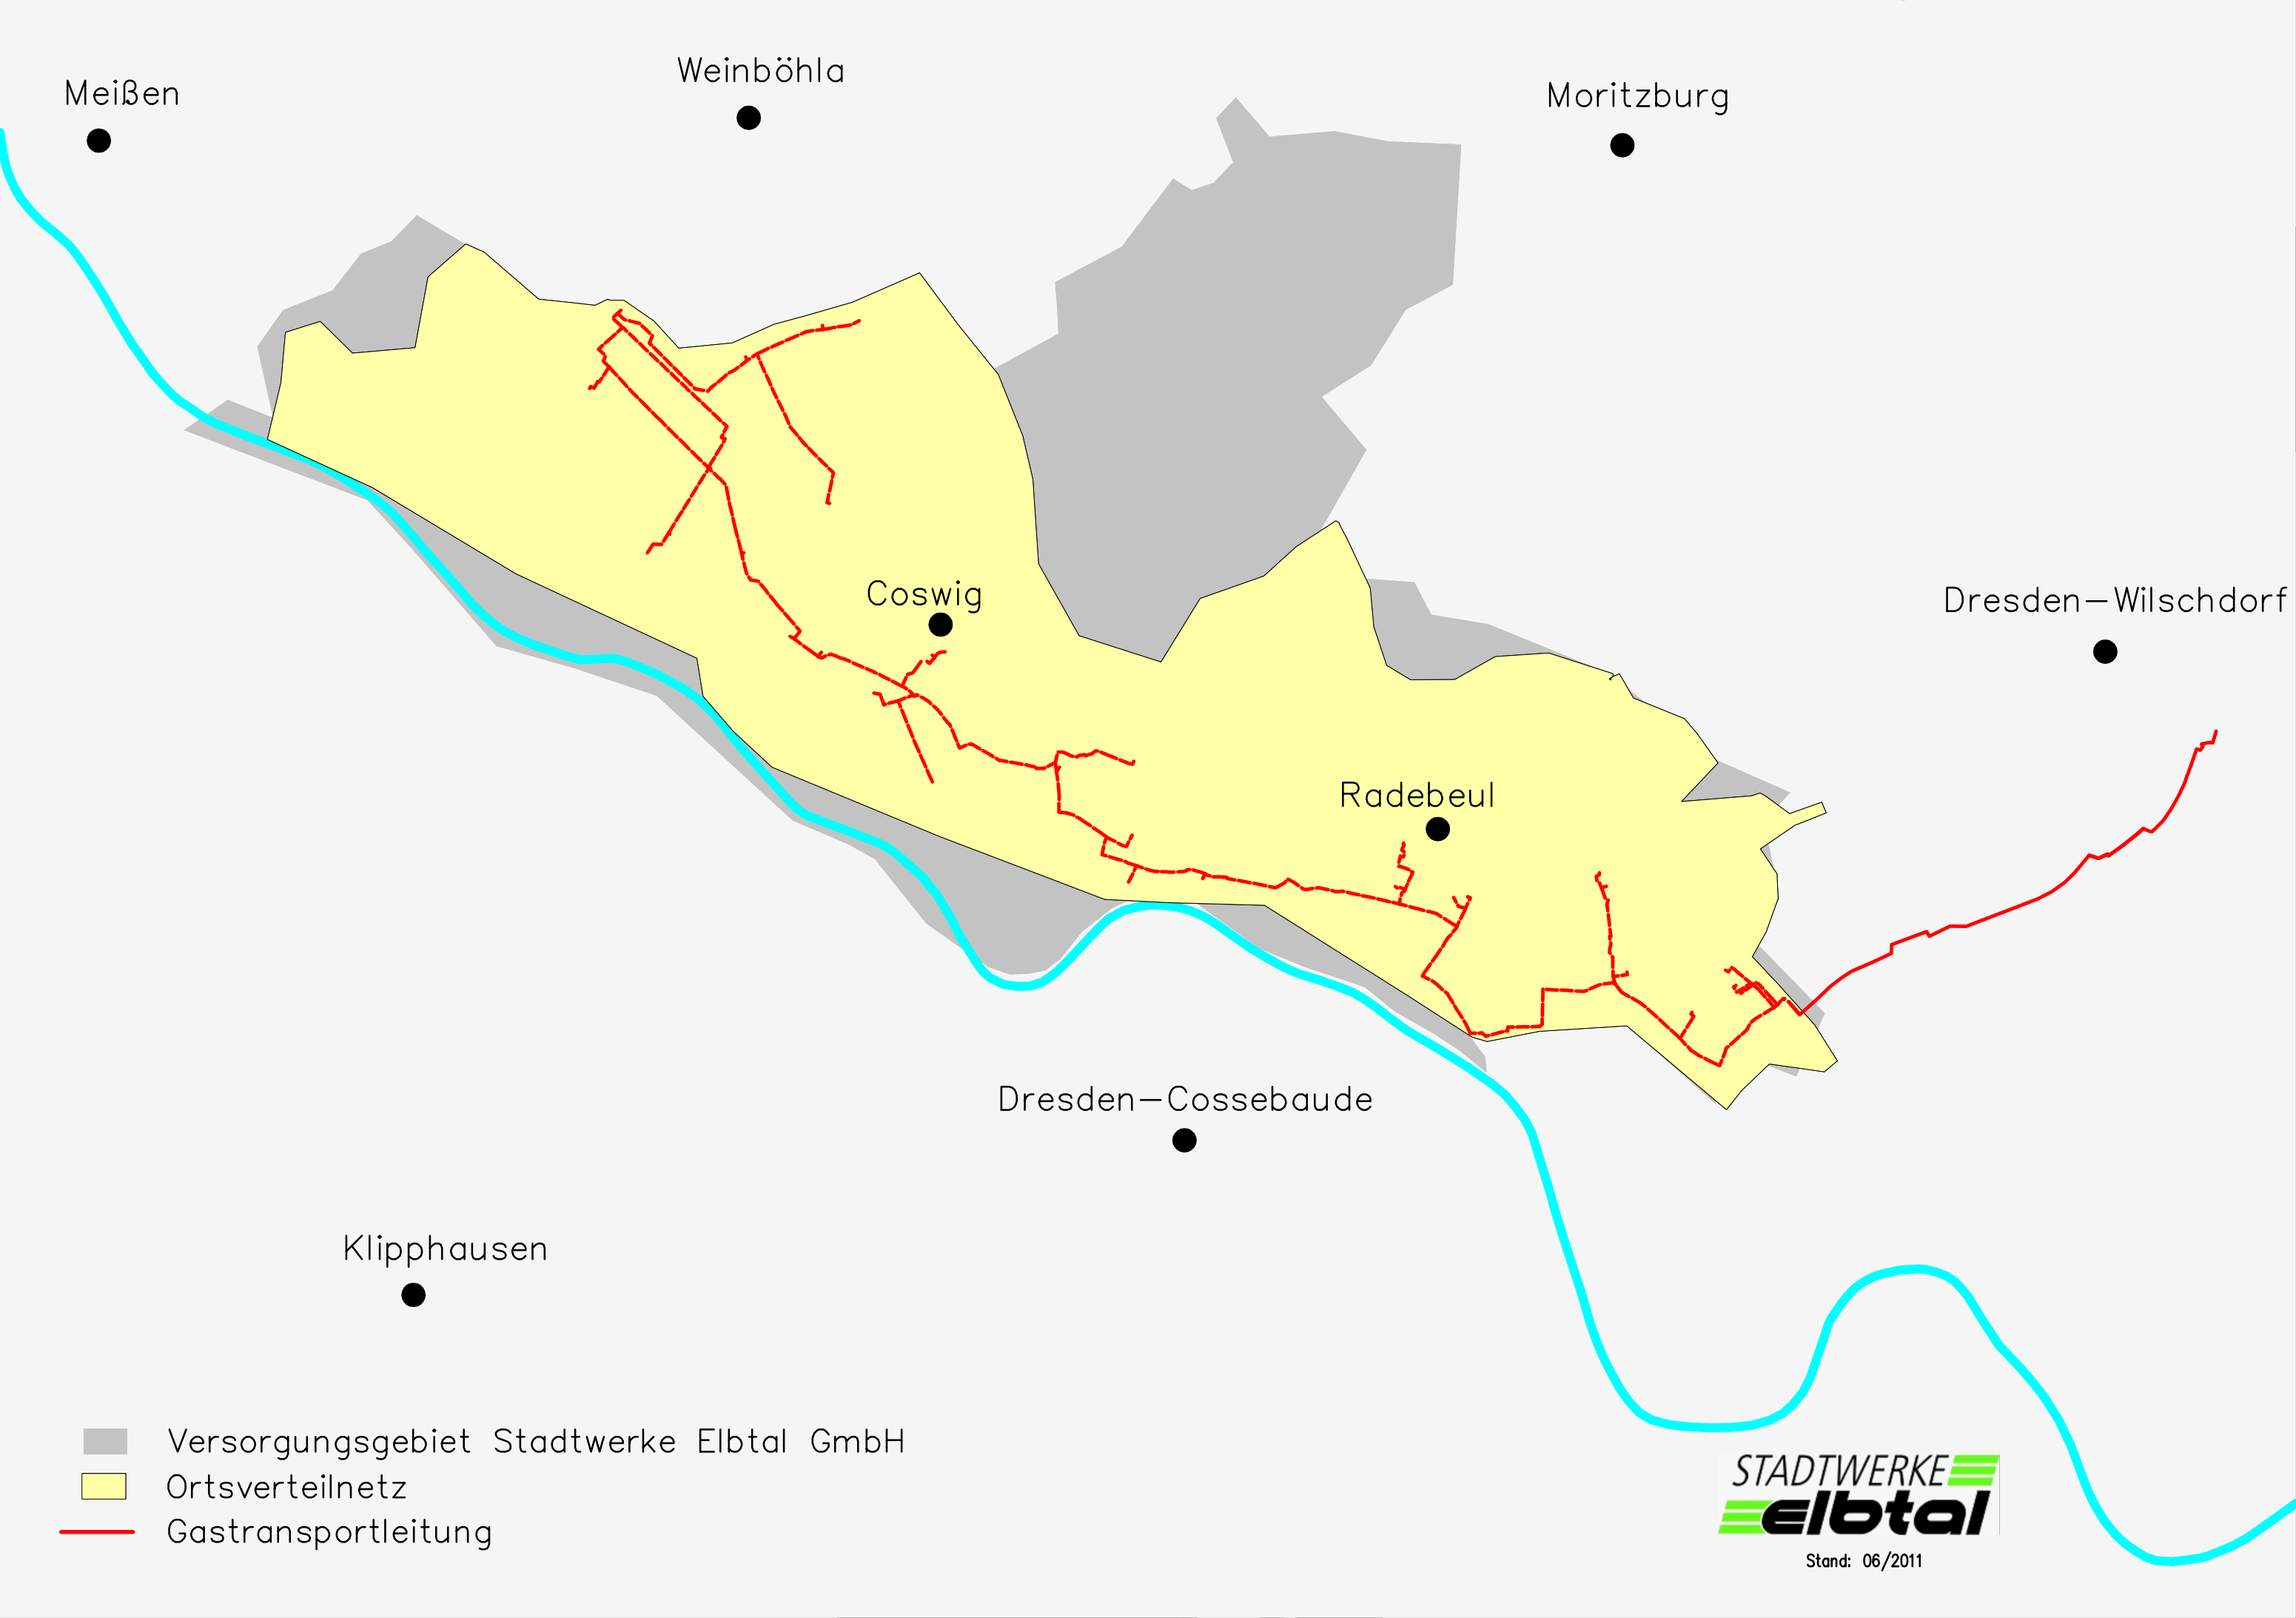 Meißen
Weinböhla
Moritzburg
Coswig
Dresden-Wilschdorf
Radebeul
Dresden-Cossebaude
Klipphausen
Versorgungsgebiet Stadtwerke Elbtal GmbH
Ortsverteilnetz
Gastransportleitung
STADTWERKE
elbtal
Stand: 06/2011